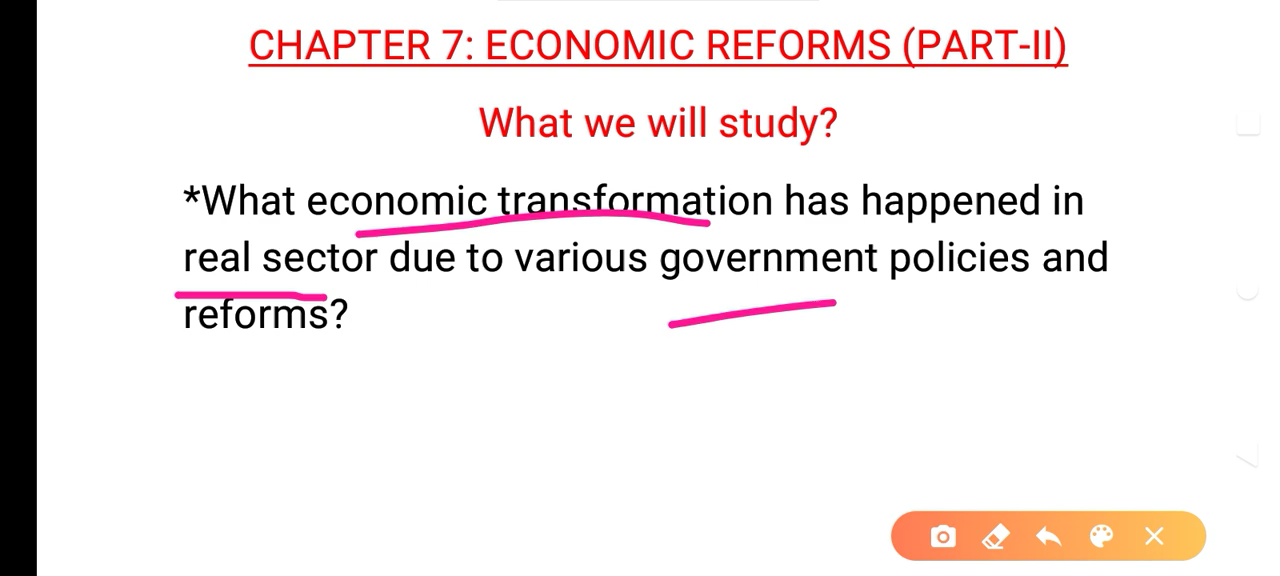 CHAPTER 7: ECONOMIC REFORMS (PART-II)
What we will study?
*What economic transformation has happened in
real sector due to various government policies and
reforms?